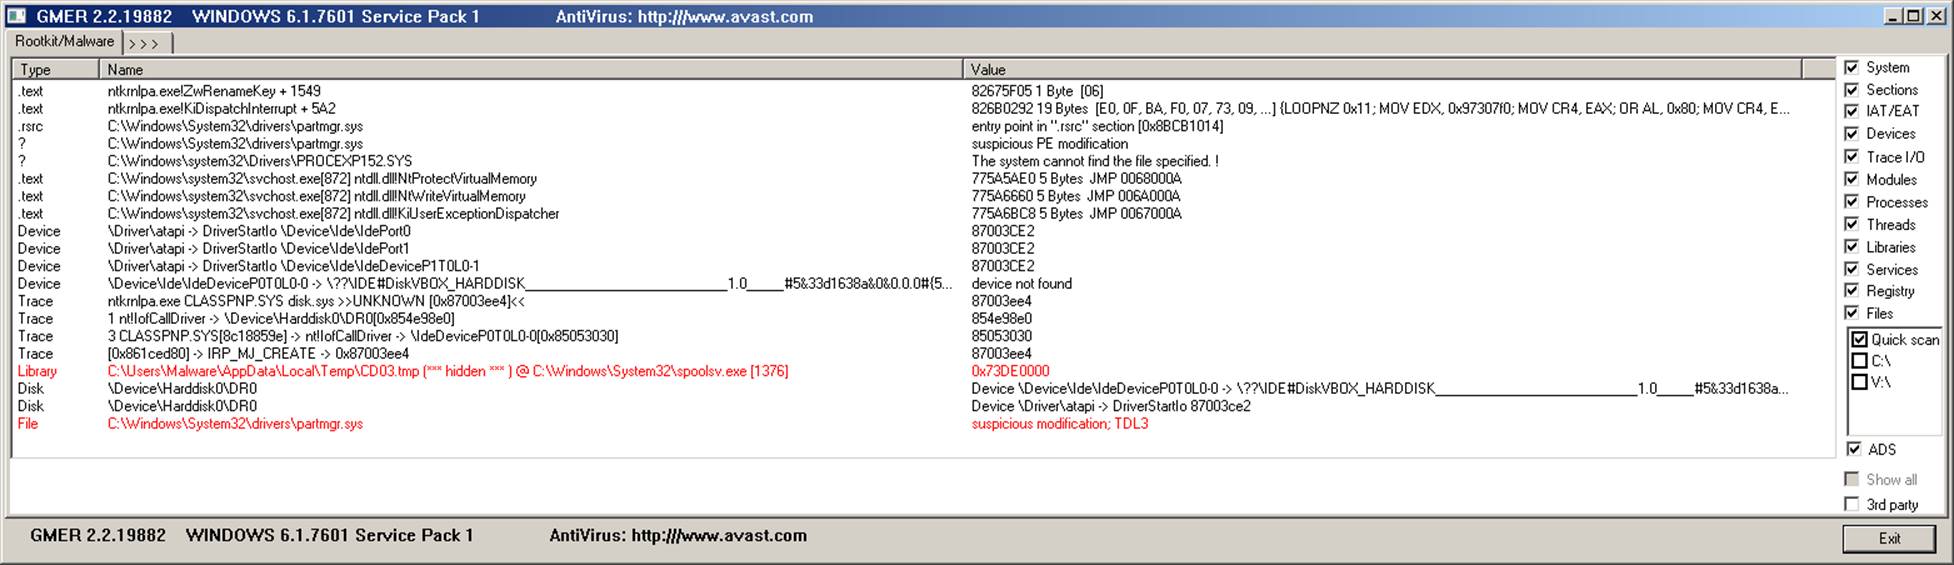 GMER 2.2.19882 WINDOWS 6.1.7601 Service Pack 1 AntiVirus: http:///www.avast.com
Rootkit/Malware >>>
Type Name Value
.text ntkrnlpa.exe!ZwRenameKey + 1549 82675F05 1 Byte [06]
.text ntkrnlpa.exe!KiDispatchInterrupt + 5A2 826B0292 19 Bytes [E0, 0F, BA, F0, 07, 73, 09, ...] {LOOPNZ 0x11; MOV EDX, 0x97307f0; MOV CR4, EAX; OR AL, 0x80; MOV CR4, E...
.rsrc C:\Windows\System32\drivers\partmgr.sys entry point in ".rsrc" section [0x8BCB1014]
? C:\Windows\System32\drivers\partmgr.sys suspicious PE modification
? C:\Windows\system32\Drivers\PROCEXP152.SYS The system cannot find the file specified. !
.text C:\Windows\system32\svchost.exe[872] ntdll.dll!NtProtectVirtualMemory 775A5AE0 5 Bytes JMP 0068000A
.text C:\Windows\system32\svchost.exe[872] ntdll.dll!NtWriteVirtualMemory 775A6660 5 Bytes JMP 006A000A
.text C:\Windows\system32\svchost.exe[872] ntdll.dll!KiUserExceptionDispatcher 775A6BC8 5 Bytes JMP 0067000A
Device \Driver\atapi -> DriverStartIo \Device\Ide\IdePort0 87003CE2
Device \Driver\atapi -> DriverStartIo \Device\Ide\IdePort1 87003CE2
Device \Driver\atapi -> DriverStartIo \Device\Ide\IdeDeviceP1T0L0-1 87003CE2
Device \Device\Ide\IdeDeviceP0T0L0-0 -> \??\IDE#DiskVBOX_HARDDISK___________________________1.0_____#5&33d1638a&0&0.0.0#{5... device not found
Trace ntkrnlpa.exe CLASSPNP.SYS disk.sys >>UNKNOWN [0x87003ee4]<< 87003ee4
Trace 1 nt!IofCallDriver -> \Device\Harddisk0\DR0[0x854e98e0] 854e98e0
Trace 3 CLASSPNP.SYS[8c18859e] -> nt!IofCallDriver -> \IdeDeviceP0T0L0-0[0x85053030] 85053030
Trace [0x861ced80] -> IRP_MJ_CREATE -> 0x87003ee4 87003ee4
Library C:\Users\Malware\AppData\Local\Temp\CD03.tmp (*** hidden *** ) @ C:\Windows\System32\spoolsv.exe [1376] 0x73DE0000
Disk \Device\Harddisk0\DR0 Device \Device\Ide\IdeDeviceP0T0L0-0 -> \??\IDE#DiskVBOX_HARDDISK___________________________1.0_____#5&33d1638a...
Disk \Device\Harddisk0\DR0 Device \Driver\atapi -> DriverStartIo 87003ce2
File C:\Windows\System32\drivers\partmgr.sys suspicious modification; TDL3
System
Sections
IAT/EAT
Devices
Trace I/O
Modules
Processes
Threads
Libraries
Services
Registry
Files
Quick scan
C:\
V:\
ADS
Show all
3rd party
GMER 2.2.19882 WINDOWS 6.1.7601 Service Pack 1 AntiVirus: http:///www.avast.com
Exit